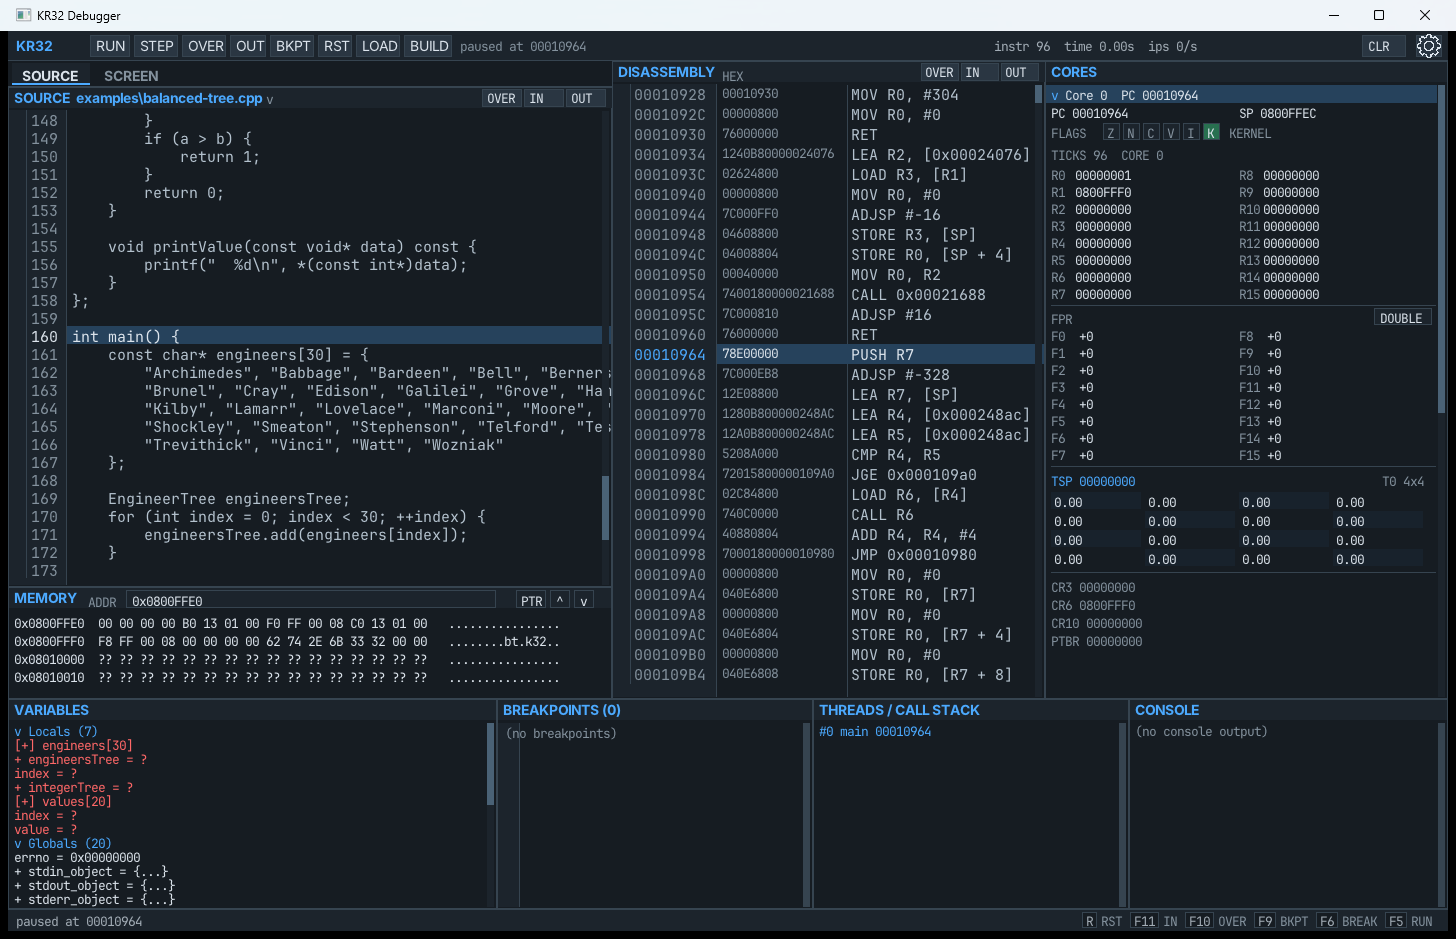 KR32 Debugger
KR32 RUN STEP OVER OUT BKPT RST LOAD BUILD paused at 00010964 instr 96 time 0.00s ips 0/s CLR
SOURCE SCREEN
SOURCE examples\balanced-tree.cpp v OVER IN OUT
148 }
149 if (a > b) {
150 return 1;
151 }
152 return 0;
153 }
154
155 void printValue(const void* data) const {
156 printf("  %d\n", *(const int*)data);
157 }
158 };
159
160 int main() {
161 const char* engineers[30] = {
162 "Archimedes", "Babbage", "Bardeen", "Bell", "Berners
163 "Brunel", "Cray", "Edison", "Galilei", "Grove", "Ha
164 "Kilby", "Lamarr", "Lovelace", "Marconi", "Moore", "
165 "Shockley", "Smeaton", "Stephenson", "Telford", "Tes
166 "Trevithick", "Vinci", "Watt", "Wozniak"
167 };
168
169 EngineerTree engineersTree;
170 for (int index = 0; index < 30; ++index) {
171 engineersTree.add(engineers[index]);
172 }
173
MEMORY ADDR 0x0800FFE0 PTR ^ v
0x0800FFE0 00 00 00 00 B0 13 01 00 F0 FF 00 08 C0 13 01 00 ................
0x0800FFF0 F8 FF 00 08 00 00 00 00 62 74 2E 6B 33 32 00 00 ........bt.k32..
0x08010000 ?? ?? ?? ?? ?? ?? ?? ?? ?? ?? ?? ?? ?? ?? ?? ?? ................
0x08010010 ?? ?? ?? ?? ?? ?? ?? ?? ?? ?? ?? ?? ?? ?? ?? ?? ................
DISASSEMBLY HEX OVER IN OUT
00010928 00010930 MOV R0, #304
0001092C 00000800 MOV R0, #0
00010930 76000000 RET
00010934 1240B80000024076 LEA R2, [0x00024076]
0001093C 02624800 LOAD R3, [R1]
00010940 00000800 MOV R0, #0
00010944 7C000FF0 ADJSP #-16
00010948 04608800 STORE R3, [SP]
0001094C 04008804 STORE R0, [SP + 4]
00010950 00040000 MOV R0, R2
00010954 7400180000021688 CALL 0x00021688
0001095C 7C000810 ADJSP #16
00010960 76000000 RET
00010964 78E00000 PUSH R7
00010968 7C000EB8 ADJSP #-328
0001096C 12E08800 LEA R7, [SP]
00010970 1280B800000248AC LEA R4, [0x000248ac]
00010978 12A0B800000248AC LEA R5, [0x000248ac]
00010980 5208A000 CMP R4, R5
00010984 72015800000109A0 JGE 0x000109a0
0001098C 02C84800 LOAD R6, [R4]
00010990 740C0000 CALL R6
00010994 40880804 ADD R4, R4, #4
00010998 7000180000010980 JMP 0x00010980
000109A0 00000800 MOV R0, #0
000109A4 040E6800 STORE R0, [R7]
000109A8 00000800 MOV R0, #0
000109AC 040E6804 STORE R0, [R7 + 4]
000109B0 00000800 MOV R0, #0
000109B4 040E6808 STORE R0, [R7 + 8]
CORES
v Core 0 PC 00010964
PC 00010964 SP 0800FFEC
FLAGS Z N C V I K KERNEL
TICKS 96 CORE 0
R0 00000001 R8 00000000
R1 0800FFF0 R9 00000000
R2 00000000 R10 00000000
R3 00000000 R11 00000000
R4 00000000 R12 00000000
R5 00000000 R13 00000000
R6 00000000 R14 00000000
R7 00000000 R15 00000000
FPR DOUBLE
F0 +0 F8 +0
F1 +0 F9 +0
F2 +0 F10 +0
F3 +0 F11 +0
F4 +0 F12 +0
F5 +0 F13 +0
F6 +0 F14 +0
F7 +0 F15 +0
TSP 00000000 T0 4x4
0.00 0.00 0.00 0.00
0.00 0.00 0.00 0.00
0.00 0.00 0.00 0.00
0.00 0.00 0.00 0.00
CR3 00000000
CR6 0800FFF0
CR10 00000000
PTBR 00000000
VARIABLES
v Locals (7)
[+] engineers[30]
+ engineersTree = ?
index = ?
+ integerTree = ?
[+] values[20]
index = ?
value = ?
v Globals (20)
errno = 0x00000000
+ stdin_object = {...}
+ stdout_object = {...}
+ stderr_object = {...}
BREAKPOINTS (0)
(no breakpoints)
THREADS / CALL STACK
#0 main 00010964
CONSOLE
(no console output)
paused at 00010964 R RST F11 IN F10 OVER F9 BKPT F6 BREAK F5 RUN